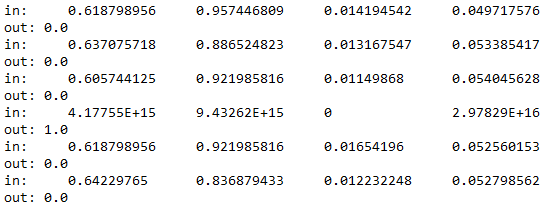 in: 0.618798956 0.957446809 0.014194542 0.049717576
out: 0.0
in: 0.637075718 0.886524823 0.013167547 0.053385417
out: 0.0
in: 0.605744125 0.921985816 0.01149868 0.054045628
out: 0.0
in: 4.17755E+15 9.43262E+15 0 2.97829E+16
out: 1.0
in: 0.618798956 0.921985816 0.01654196 0.052560153
out: 0.0
in: 0.64229765 0.836879433 0.012232248 0.052798562
out: 0.0